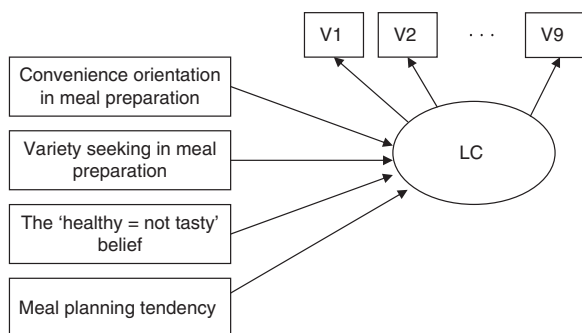 V1
V2
. . .
V9
Convenience orientation
in meal preparation
Variety seeking in meal
preparation
The ‘healthy = not tasty’
belief
Meal planning tendency
LC